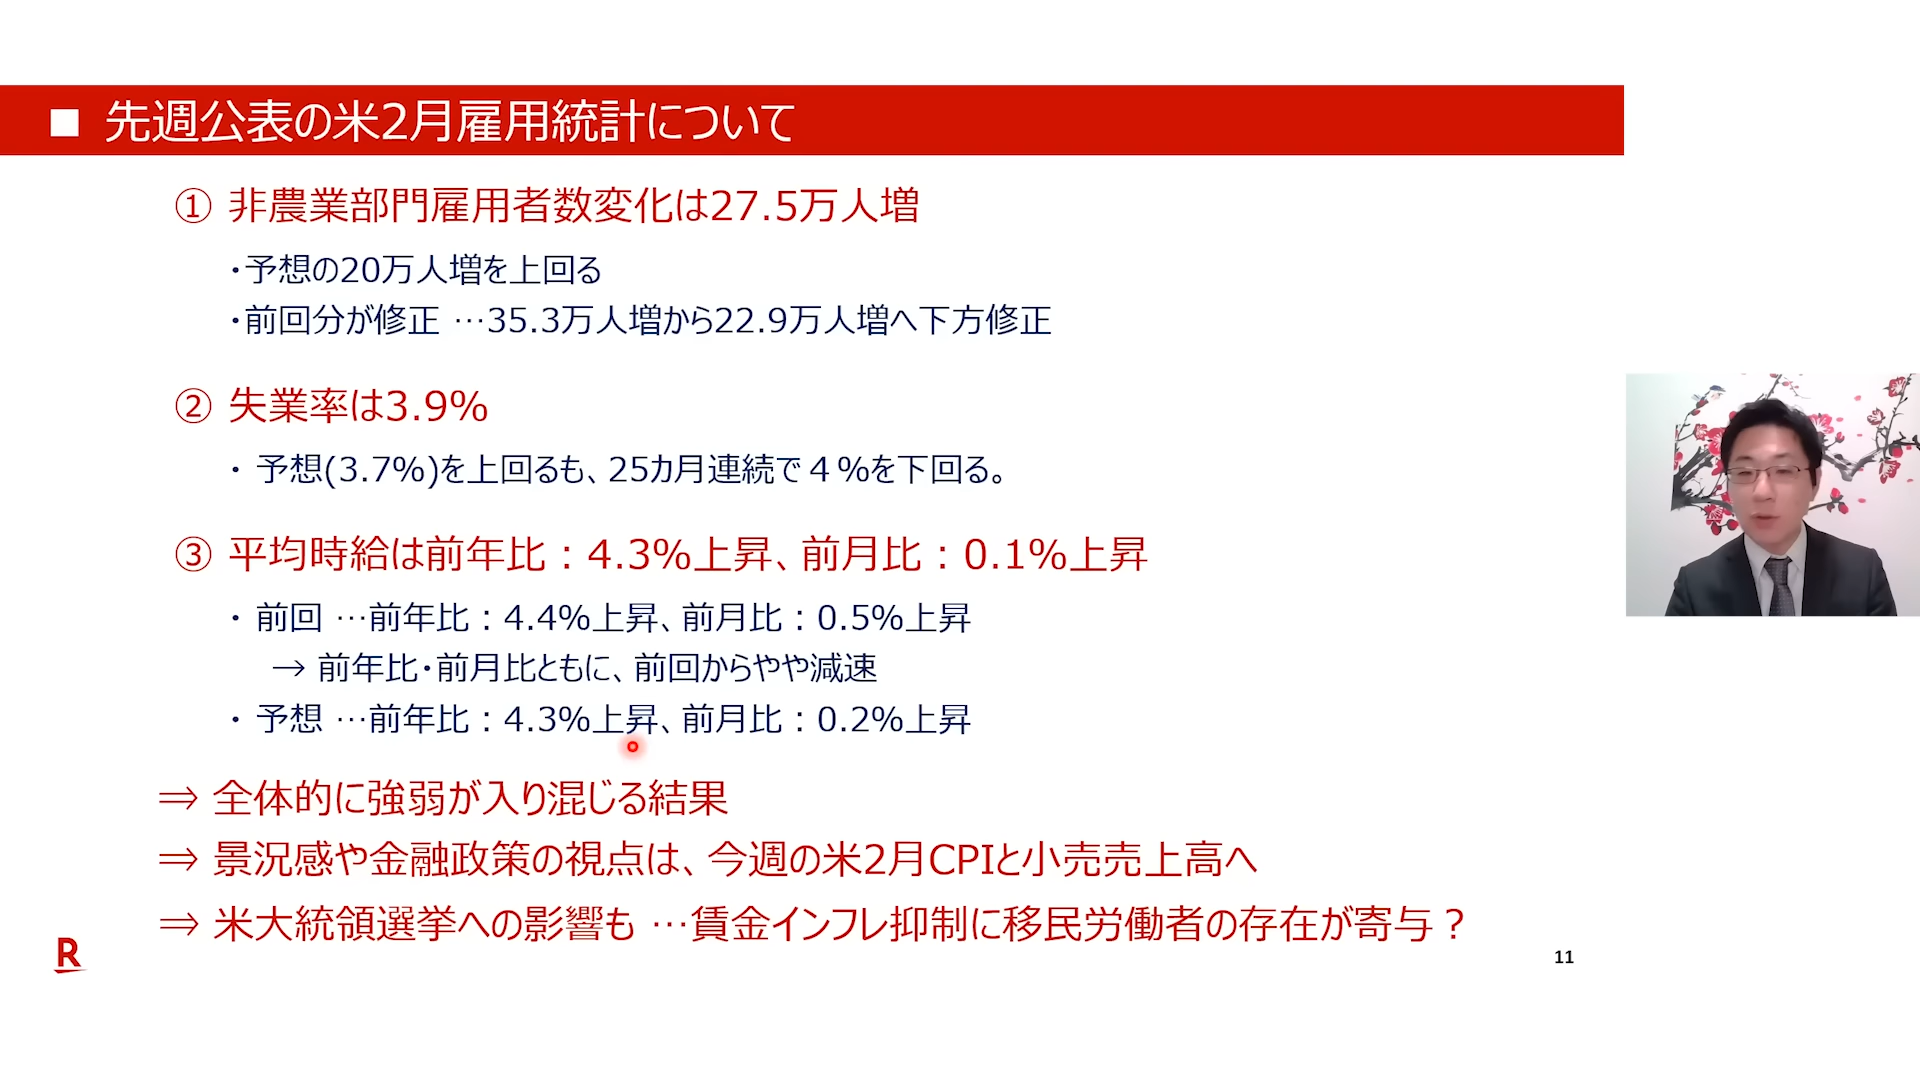 ■ 先週公表の米2月雇用統計について
① 非農業部門雇用者数変化は27.5万人増
・予想の20万人増を上回る
・前回分が修正 …35.3万人増から22.9万人増へ下方修正
② 失業率は3.9%
・ 予想(3.7%)を上回るも、25カ月連続で４%を下回る。
③ 平均時給は前年比：4.3%上昇、前月比：0.1%上昇
・ 前回 …前年比：4.4%上昇、前月比：0.5%上昇
→ 前年比・前月比ともに、前回からやや減速
・ 予想 …前年比：4.3%上昇、前月比：0.2%上昇
⇒ 全体的に強弱が入り混じる結果
⇒ 景況感や金融政策の視点は、今週の米2月CPIと小売売上高へ
⇒ 米大統領選挙への影響も …賃金インフレ抑制に移民労働者の存在が寄与？
R
11